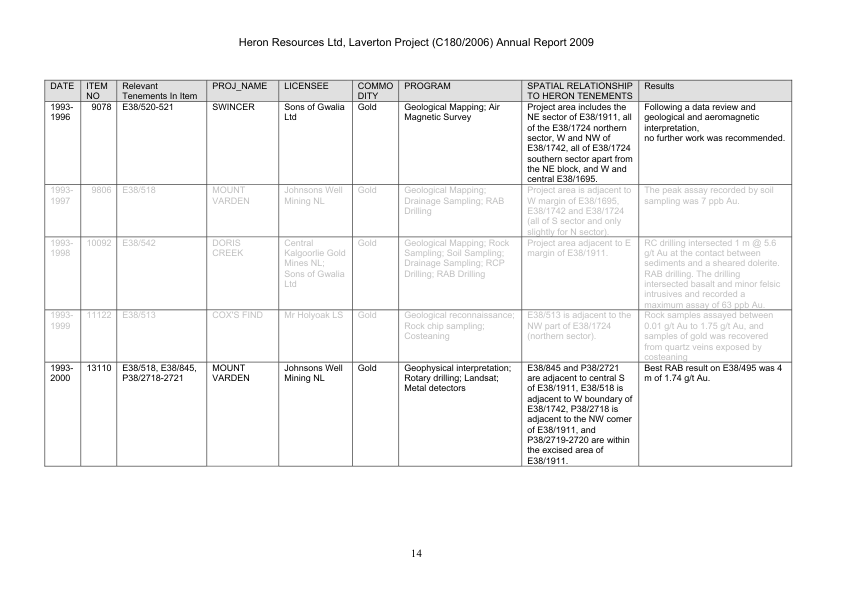 Heron Resources Ltd, Laverton Project (C180/2006) Annual Report 2009
DATE ITEM NO Relevant Tenements In Item PROJ_NAME LICENSEE COMMO DITY PROGRAM SPATIAL RELATIONSHIP TO HERON TENEMENTS Results
1993-1996 9078 E38/520-521 SWINCER Sons of Gwalia Ltd Gold Geological Mapping; Air Magnetic Survey
Project area includes the
NE sector of E38/1911, all
of the E38/1724 northern
sector, W and NW of
E38/1742, all of E38/1724
southern sector apart from
the NE block, and W and
central E38/1695.
Following a data review and
geological and aeromagnetic
interpretation,
no further work was recommended.
1993-1997 9806 E38/518 MOUNT VARDEN Johnsons Well Mining NL Gold Geological Mapping; Drainage Sampling; RAB Drilling
Project area is adjacent to
W margin of E38/1695,
E38/1742 and E38/1724
(all of S sector and only
slightly for N sector).
The peak assay recorded by soil
sampling was 7 ppb Au.
1993-1998 10092 E38/542 DORIS CREEK Central Kalgoorlie Gold Mines NL; Sons of Gwalia Ltd Gold Geological Mapping; Rock Sampling; Soil Sampling; Drainage Sampling; RCP Drilling; RAB Drilling
Project area adjacent to E
margin of E38/1911.
RC drilling intersected 1 m @ 5.6
g/t Au at the contact between
sediments and a sheared dolerite.
RAB drilling. The drilling
intersected basalt and minor felsic
intrusives and recorded a
maximum assay of 63 ppb Au.
1993-1999 11122 E38/513 COX'S FIND Mr Holyoak LS Gold Geological reconnaissance; Rock chip sampling; Costeaning
E38/513 is adjacent to the
NW part of E38/1724
(northern sector).
Rock samples assayed between
0.01 g/t Au to 1.75 g/t Au, and
samples of gold was recovered
from quartz veins exposed by
costeaning
1993-2000 13110 E38/518, E38/845, P38/2718-2721 MOUNT VARDEN Johnsons Well Mining NL Gold Geophysical interpretation; Rotary drilling; Landsat; Metal detectors
E38/845 and P38/2721
are adjacent to central S
of E38/1911, E38/518 is
adjacent to W boundary of
E38/1742, P38/2718 is
adjacent to the NW corner
of E38/1911, and
P38/2719-2720 are within
the excised area of
E38/1911.
Best RAB result on E38/495 was 4
m of 1.74 g/t Au.
14